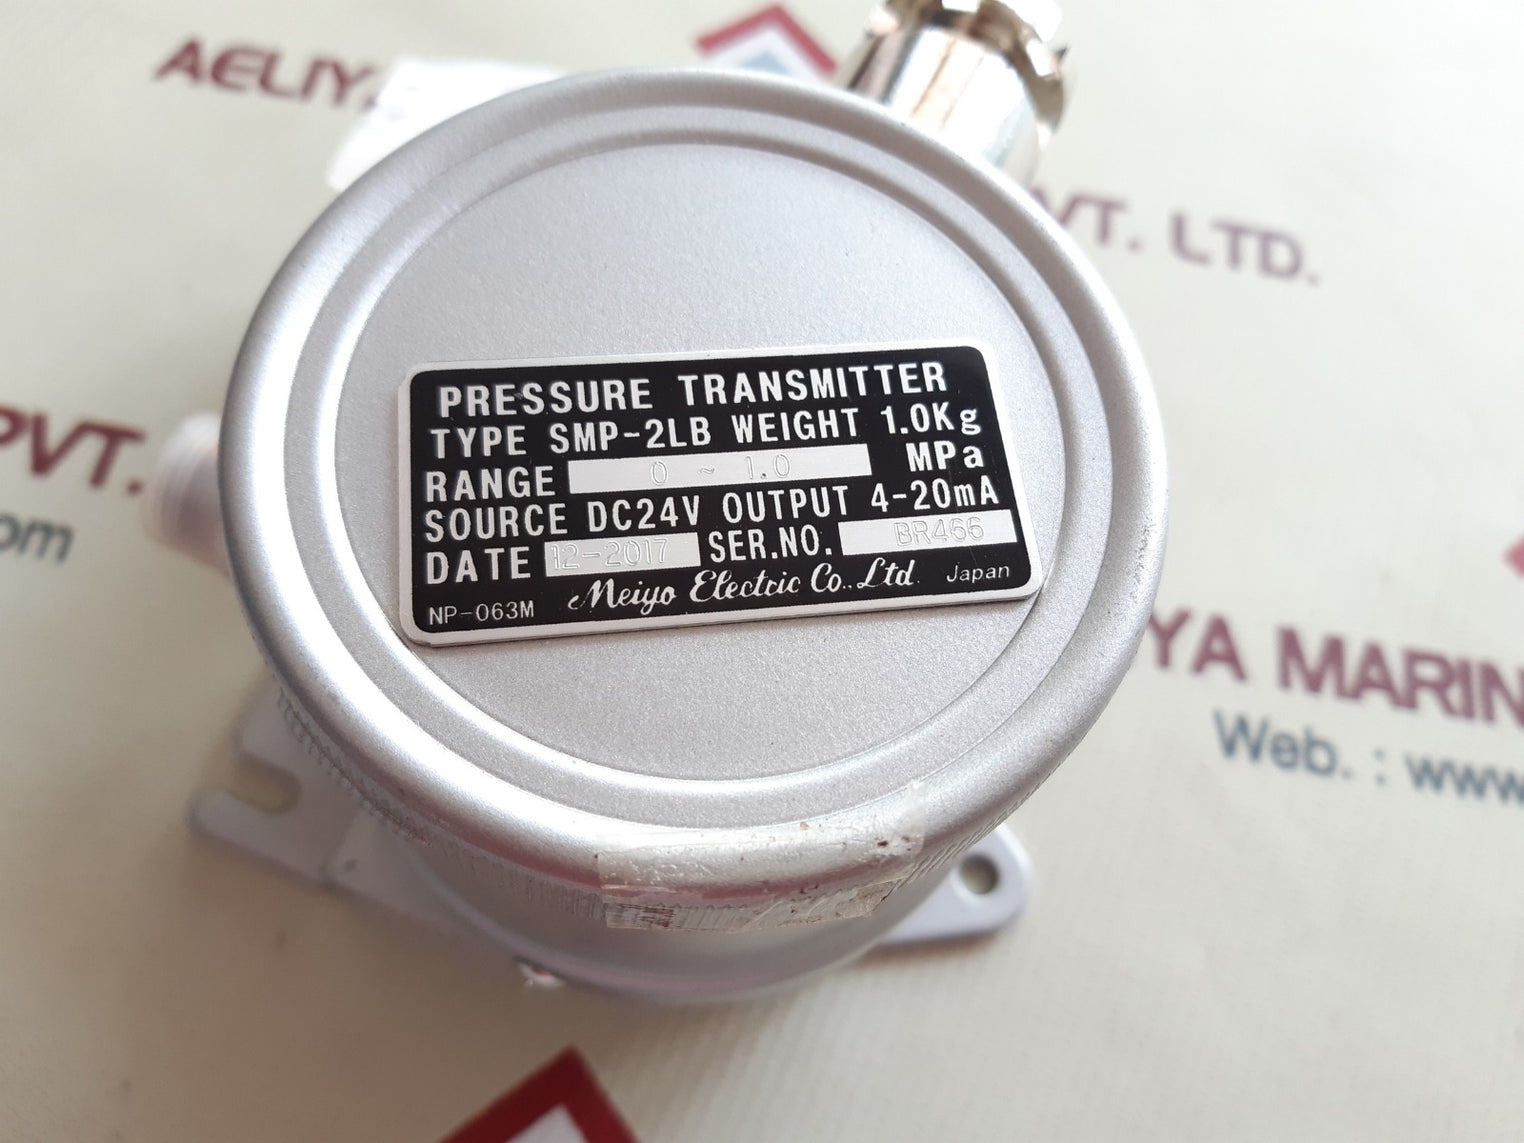 AELIYA
VT. LTD.
PRESSURE TRANSMITTER
TYPE SMP-2LB WEIGHT 1.0Kg
RANGE 0 ~ 1.0 MPa
SOURCE DC24V OUTPUT 4-20mA
DATE 12-2017 SER.NO. BR466
NP-063M Meiyo Electric Co., Ltd. Japan
PVT.
om
YA MARIN
Web. : www